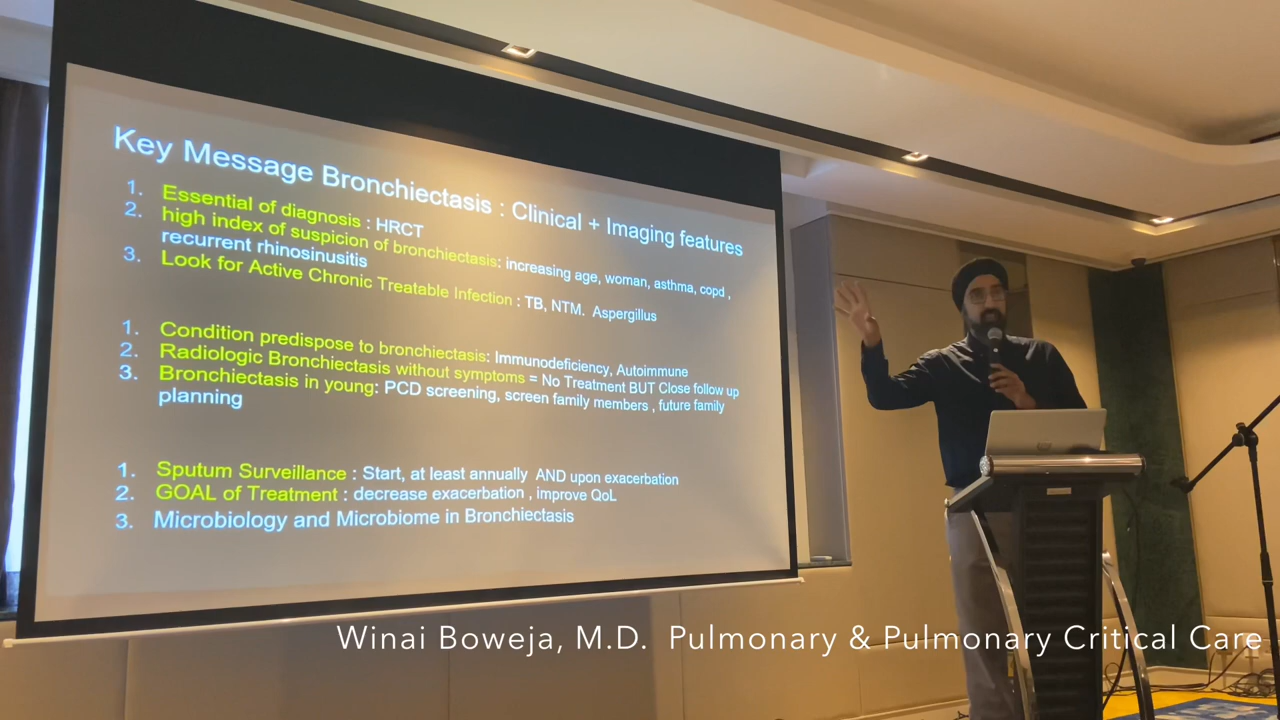 Key Message Bronchiectasis : Clinical + Imaging features
1. Essential of diagnosis : HRCT
2. high index of suspicion of bronchiectasis: increasing age, woman, asthma, copd ,
recurrent rhinosinusitis
3. Look for Active Chronic Treatable Infection : TB, NTM. Aspergillus
1. Condition predispose to bronchiectasis: Immunodeficiency, Autoimmune
2. Radiologic Bronchiectasis without symptoms = No Treatment BUT Close follow up
3. Bronchiectasis in young: PCD screening, screen family members , future family
planning
1. Sputum Surveillance : Start, at least annually AND upon exacerbation
2. GOAL of Treatment : decrease exacerbation , improve QoL
3. Microbiology and Microbiome in Bronchiectasis
Winai Boweja, M.D. Pulmonary & Pulmonary Critical Care